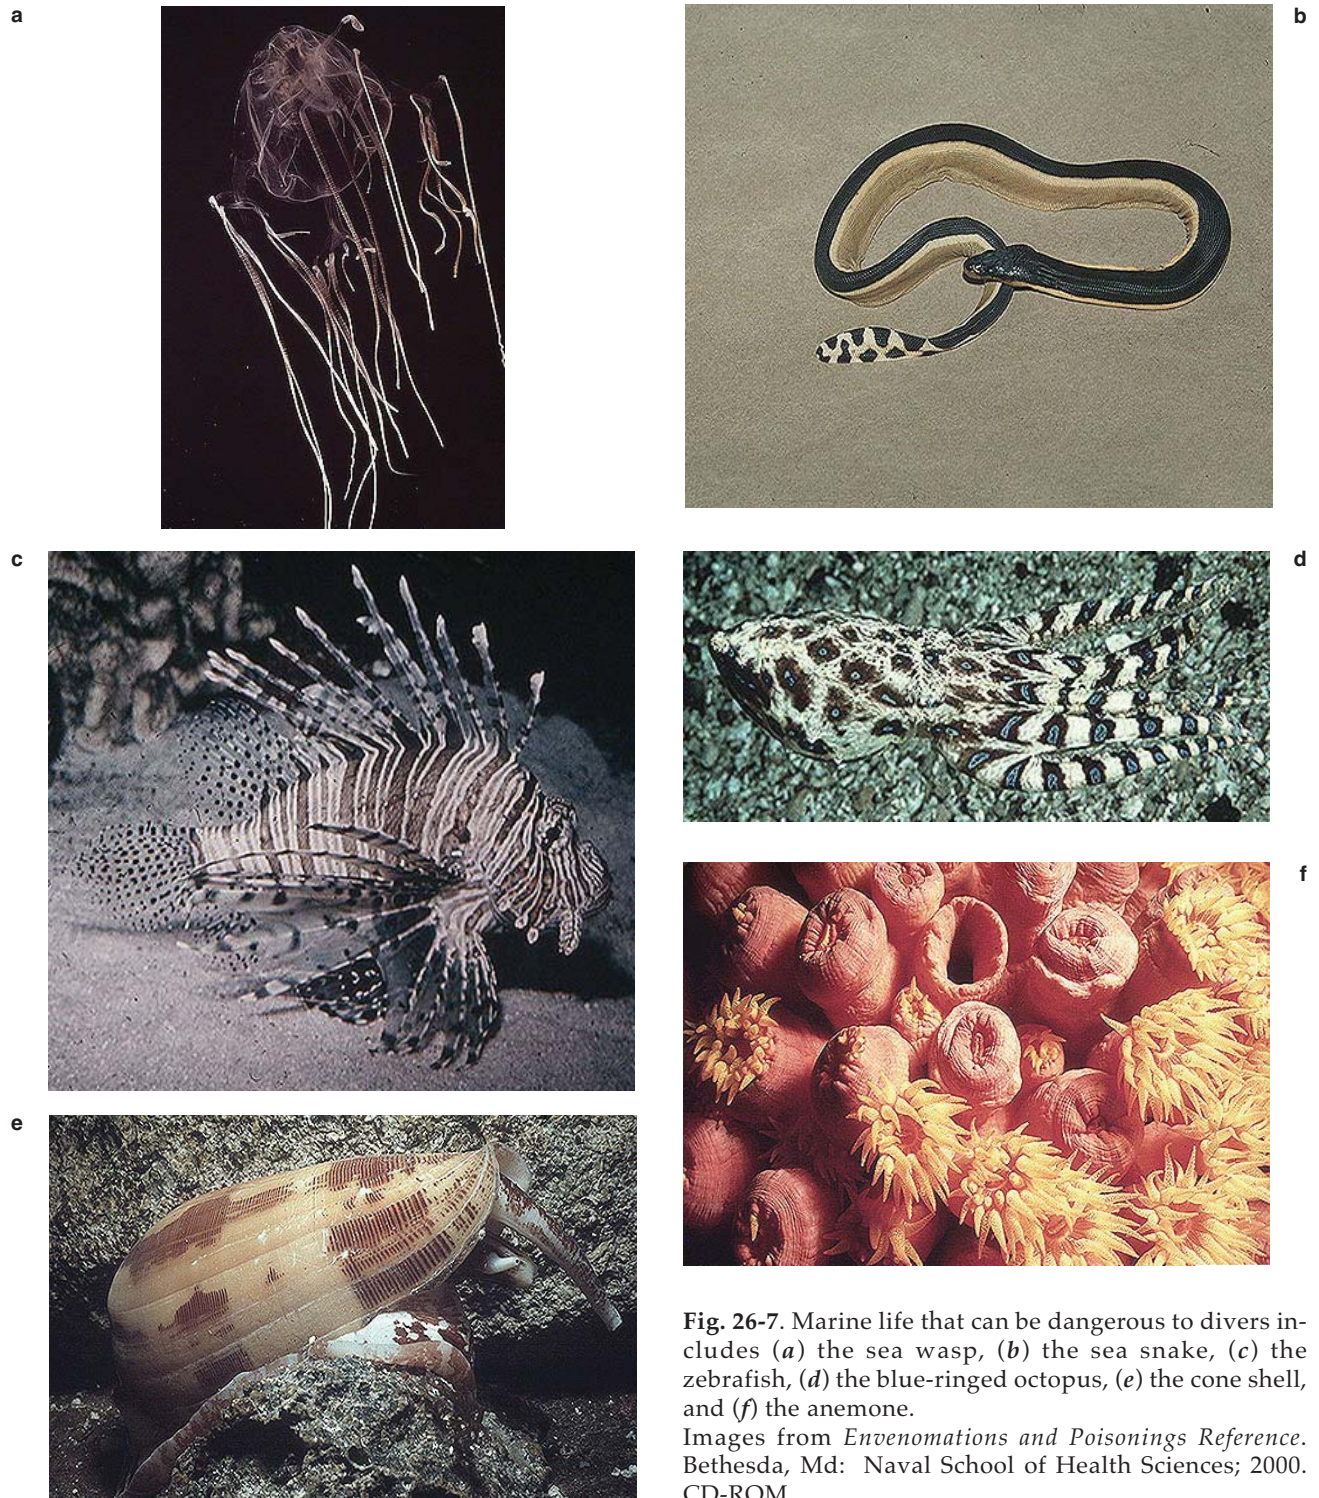 a
b
c
d
f
e
Fig. 26-7. Marine life that can be dangerous to divers in-
cludes (a) the sea wasp, (b) the sea snake, (c) the
zebrafish, (d) the blue-ringed octopus, (e) the cone shell,
and (f) the anemone.
Images from Envenomations and Poisonings Reference.
Bethesda, Md: Naval School of Health Sciences; 2000.
CD-ROM